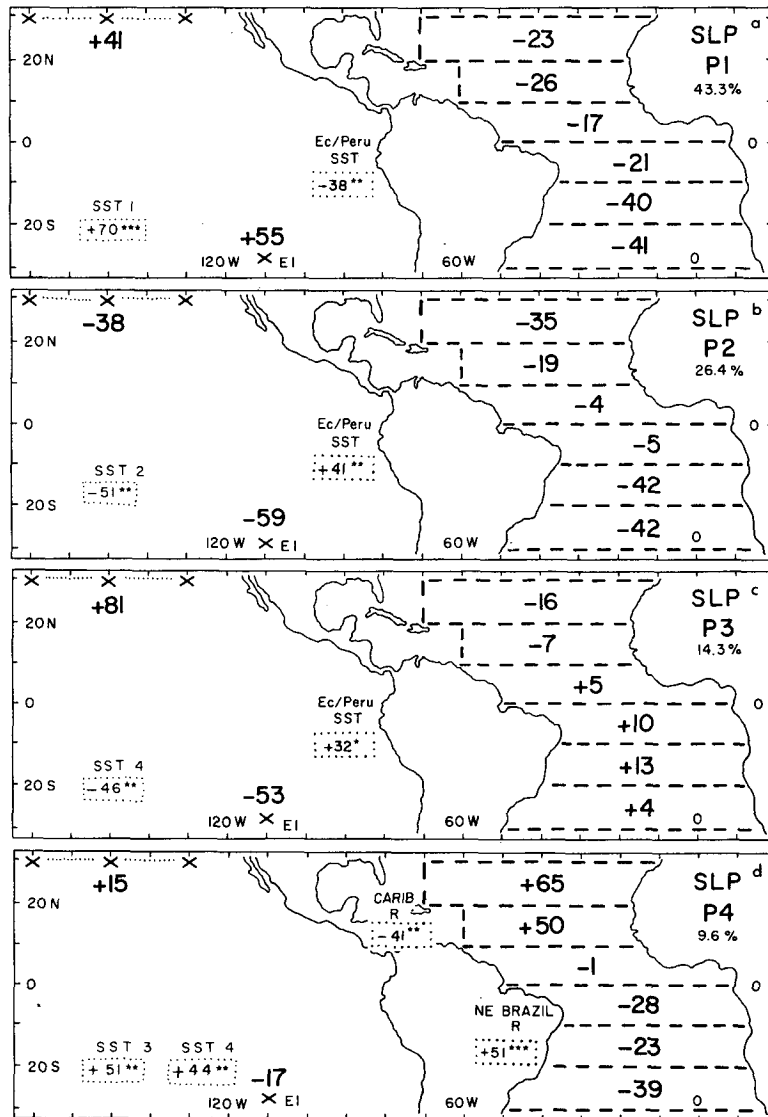 a
+41
-23
SLP
P1
43.3%
20N
-26
-17
0
0
Ec/Peru
SST
-38**
-21
SST 1
+70***
-40
20S
+55
-41
120W
EI
60W
0
b
-38
-35
SLP
P2
26.4%
20N
-19
-4
0
0
Ec/Peru
SST
+41**
-5
SST 2
-51**
-42
20S
-59
-42
120W
EI
60W
0
c
+81
-16
SLP
P3
14.3%
20N
-7
+5
0
0
Ec/Peru
SST
+32*
+10
SST 4
-46**
+13
20S
-53
+4
120W
EI
60W
0
d
+15
+65
SLP
P4
9.6%
20N
CARIB
R
-41**
+50
-1
0
0
NE BRAZIL
R
+51***
-28
SST 3
+51**
SST 4
+44**
-23
20S
-17
-39
120W
EI
60W
0